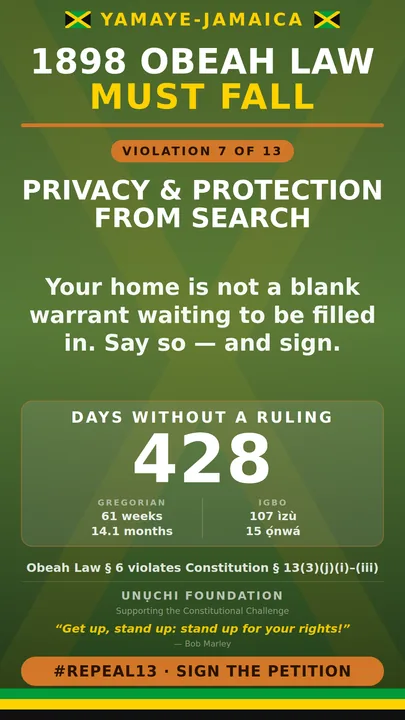 YAMAYE-JAMAICA
1898 OBEAH LAW
MUST FALL
VIOLATION 7 OF 13
PRIVACY & PROTECTION
FROM SEARCH
Your home is not a blank
warrant waiting to be filled
in. Say so — and sign.
DAYS WITHOUT A RULING
428
GREGORIAN
61 weeks
14.1 months
IGBO
107 ìzù
15 ọ́nwá
Obeah Law § 6 violates Constitution § 13(3)(j)(i)–(iii)
UNỤCHI FOUNDATION
Supporting the Constitutional Challenge
“Get up, stand up: stand up for your rights!”
— Bob Marley
#REPEAL13 · SIGN THE PETITION